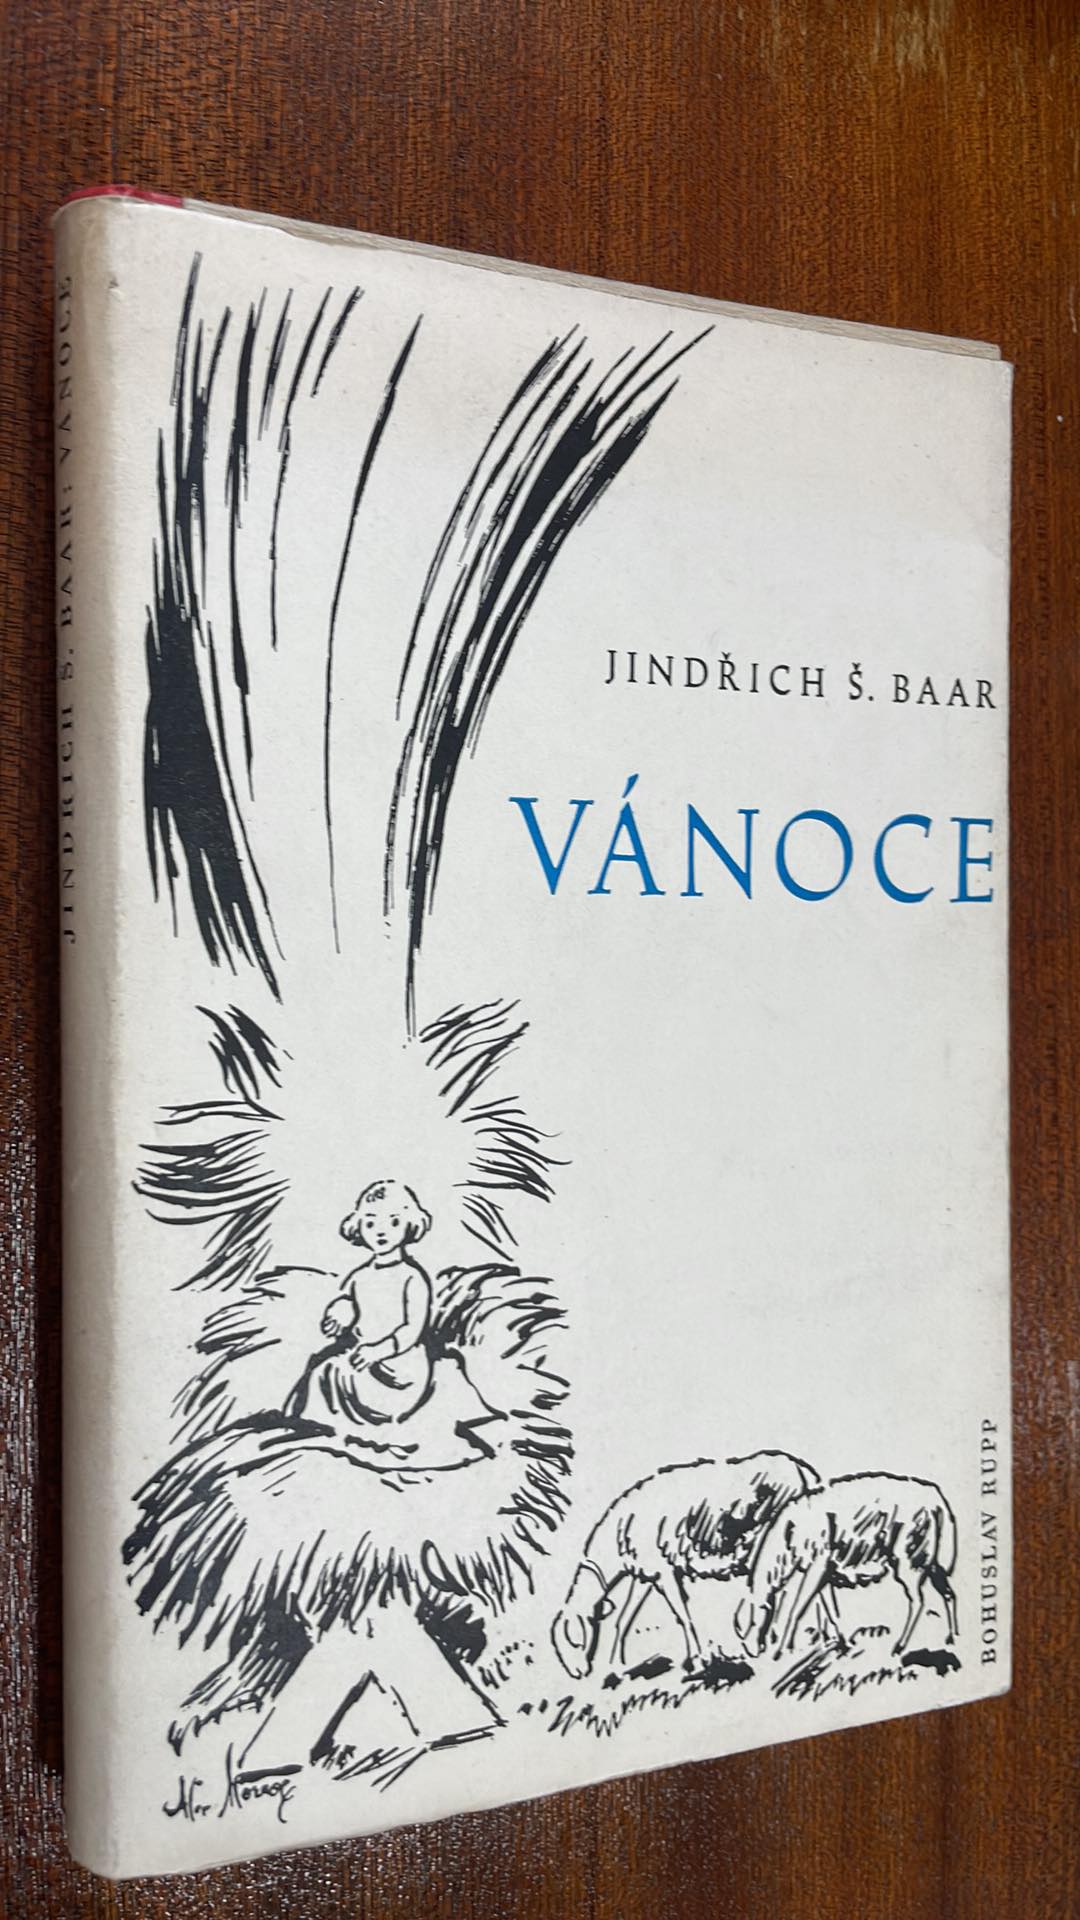 JINDŘICH Š. BAAR: VÁNOCE
JINDŘICH Š. BAAR
VÁNOCE
BOHUSLAV RUPP